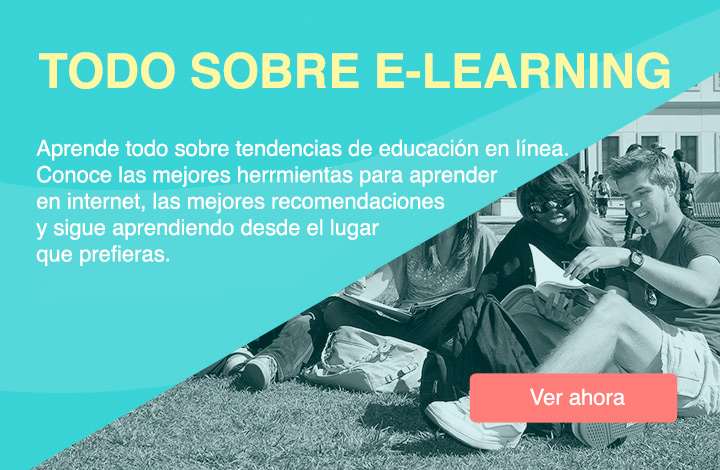 TODO SOBRE E-LEARNING
Aprende todo sobre tendencias de educación en línea.
Conoce las mejores herrmientas para aprender
en internet, las mejores recomendaciones
y sigue aprendiendo desde el lugar
que prefieras.
Ver ahora